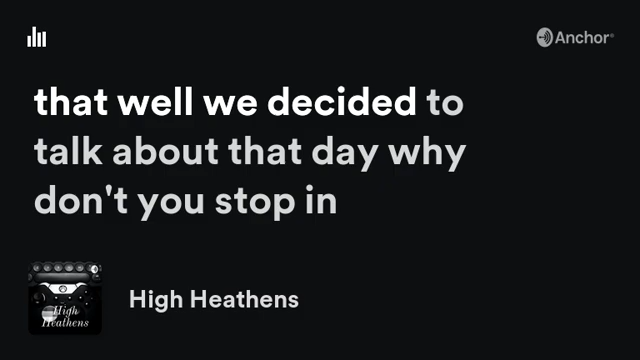 Anchor®
that well we decided to
talk about that day why
don't you stop in
High
Heathens
High Heathens